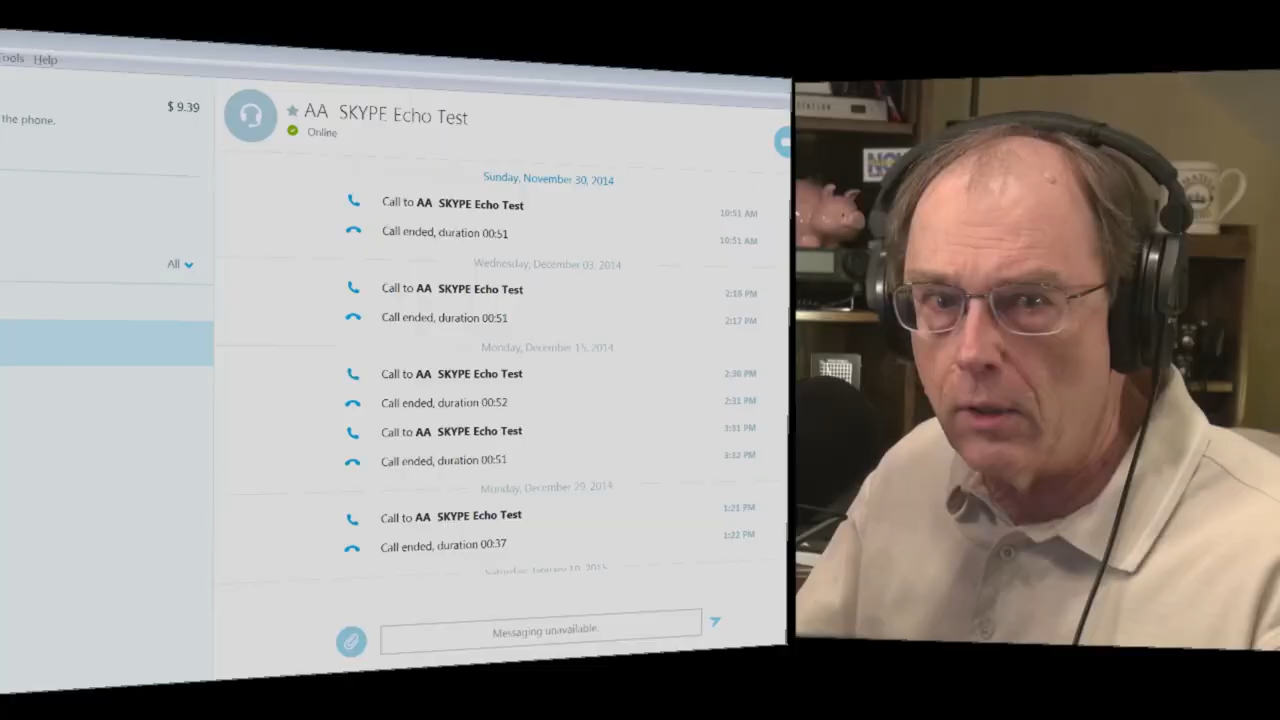 Tools Help
$ 9.39
the phone.
All
AA SKYPE Echo Test
Online
Sunday, November 30, 2014
Call to AA SKYPE Echo Test 10:51 AM
Call ended, duration 00:51 10:51 AM
Wednesday, December 03, 2014
Call to AA SKYPE Echo Test 2:16 PM
Call ended, duration 00:51 2:17 PM
Monday, December 15, 2014
Call to AA SKYPE Echo Test 2:30 PM
Call ended, duration 00:52 2:31 PM
Call to AA SKYPE Echo Test 3:31 PM
Call ended, duration 00:51 3:32 PM
Monday, December 29, 2014
Call to AA SKYPE Echo Test 1:21 PM
Call ended, duration 00:37 1:22 PM
Saturday, January 10, 2015
Messaging unavailable.